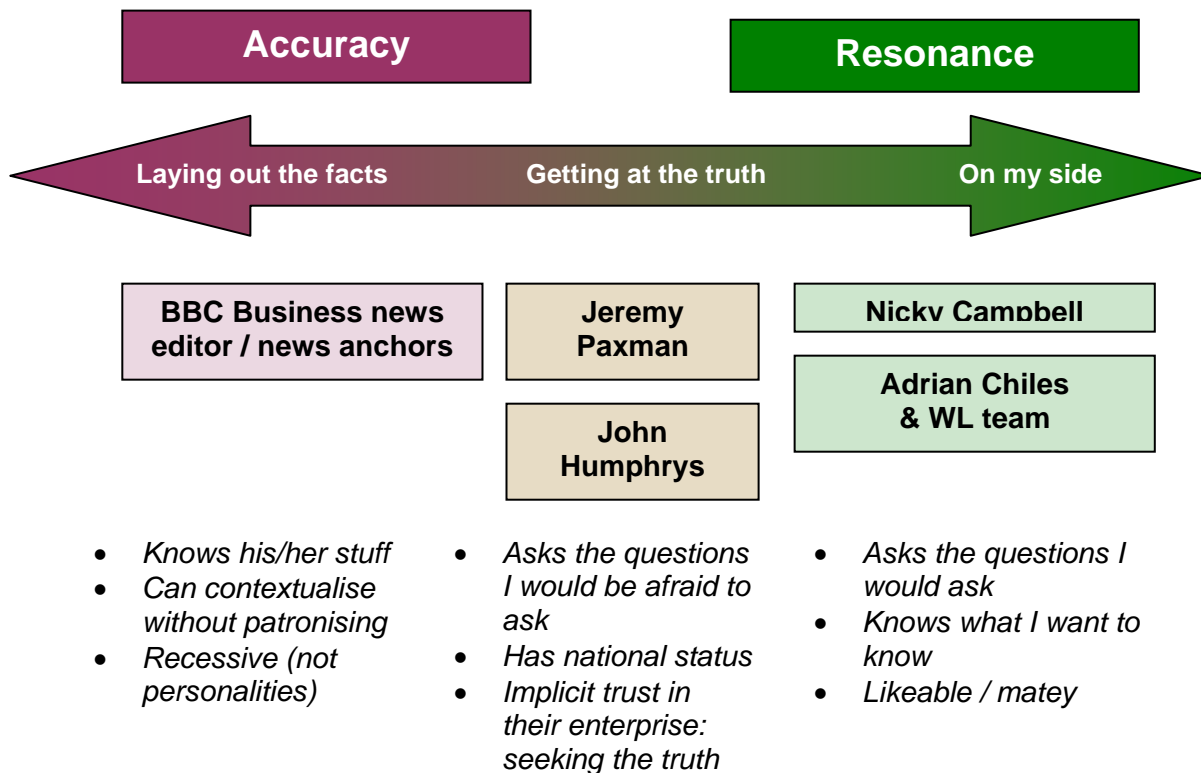 Accuracy
Resonance
Laying out the facts
Getting at the truth
On my side
BBC Business news
editor / news anchors
Jeremy
Paxman
John
Humphrys
Nicky Campbell
Adrian Chiles
& WL team
• Knows his/her stuff
• Can contextualise
without patronising
• Recessive (not
personalities)
• Asks the questions
I would be afraid to
ask
• Has national status
• Implicit trust in
their enterprise:
seeking the truth
• Asks the questions I
would ask
• Knows what I want to
know
• Likeable / matey